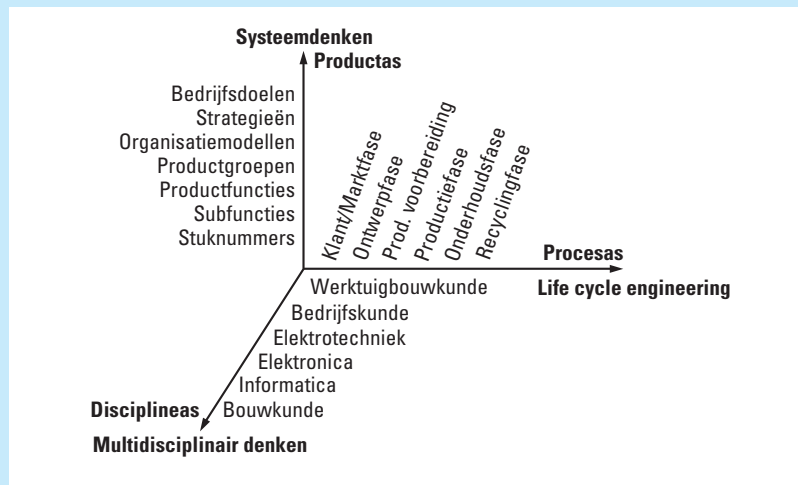 Systeemdenken
Productas
Bedrijfsdoelen
Strategieën
Organisatiemodellen
Productgroepen
Productfuncties
Subfuncties
Stuknummers
Klant/Marktfase
Ontwerpfase
Prod. voorbereiding
Productiefase
Onderhoudsfase
Recyclingfase
Procesas
Life cycle engineering
Werktuigbouwkunde
Bedrijfskunde
Elektrotechniek
Elektronica
Informatica
Bouwkunde
Disciplineas
Multidisciplinair denken